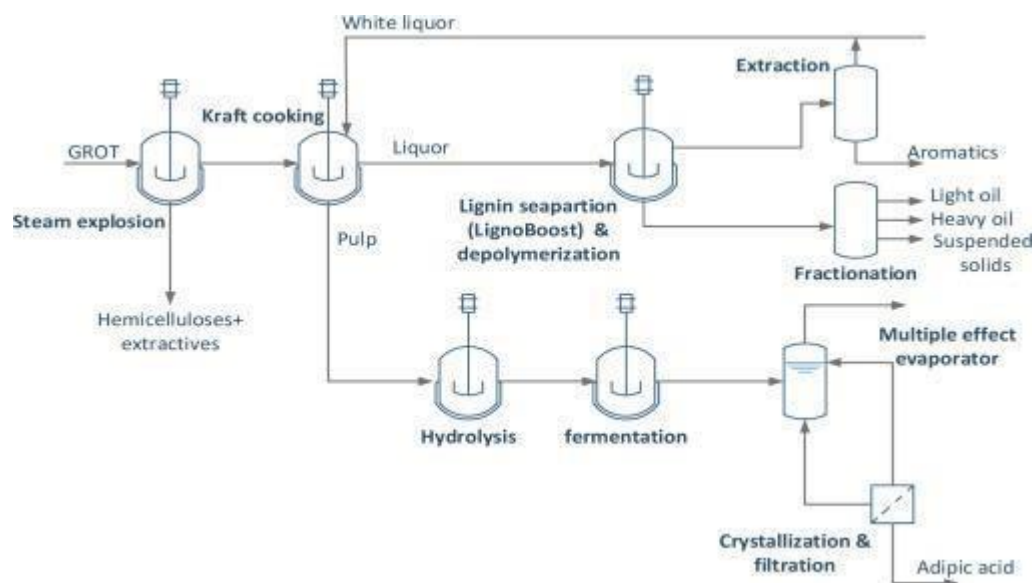 White liquor
Extraction
Kraft cooking
GROT
Liquor
Aromatics
Steam explosion
Lignin seapartion
(LignoBoost) &
depolymerization
Light oil
Heavy oil
Suspended
solids
Pulp
Fractionation
Hemicelluloses+
extractives
Multiple effect
evaporator
Hydrolysis
fermentation
Crystallization &
filtration
Adipic acid